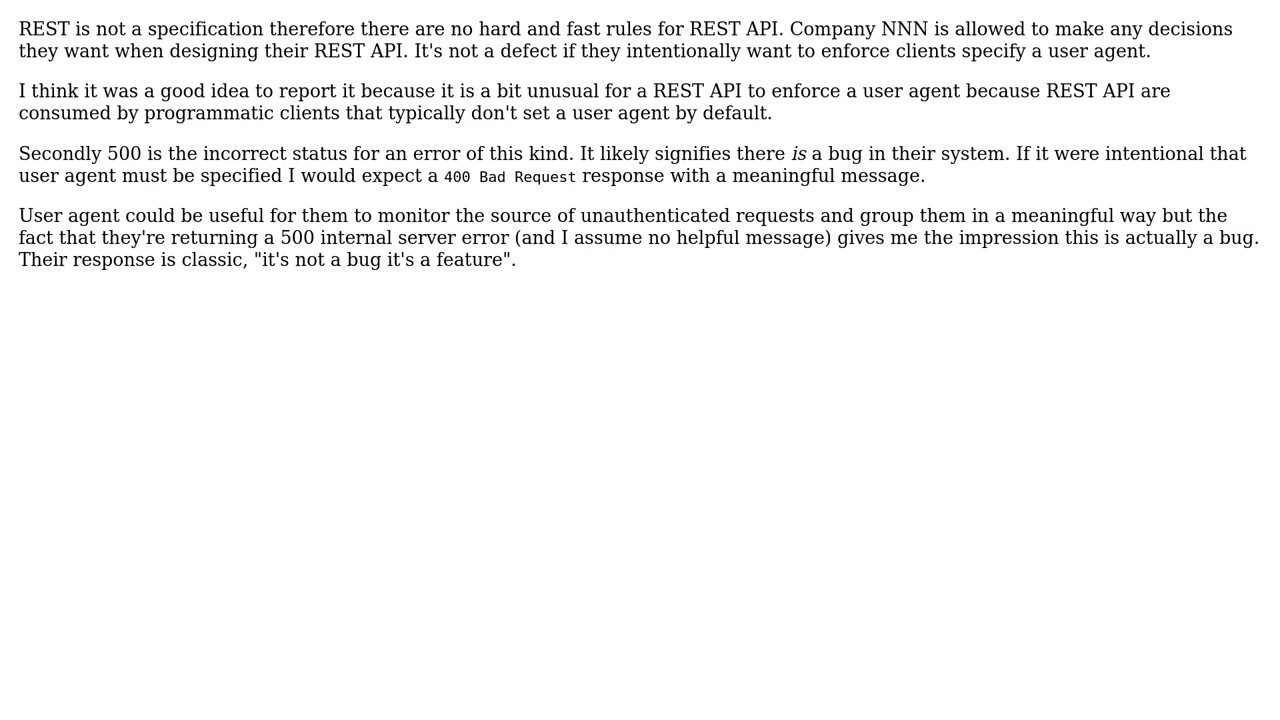 REST is not a specification therefore there are no hard and fast rules for REST API. Company NNN is allowed to make any decisions
they want when designing their REST API. It's not a defect if they intentionally want to enforce clients specify a user agent.
I think it was a good idea to report it because it is a bit unusual for a REST API to enforce a user agent because REST API are
consumed by programmatic clients that typically don't set a user agent by default.
Secondly 500 is the incorrect status for an error of this kind. It likely signifies there is a bug in their system. If it were intentional that
user agent must be specified I would expect a 400 Bad Request response with a meaningful message.
User agent could be useful for them to monitor the source of unauthenticated requests and group them in a meaningful way but the
fact that they're returning a 500 internal server error (and I assume no helpful message) gives me the impression this is actually a bug.
Their response is classic, "it's not a bug it's a feature".